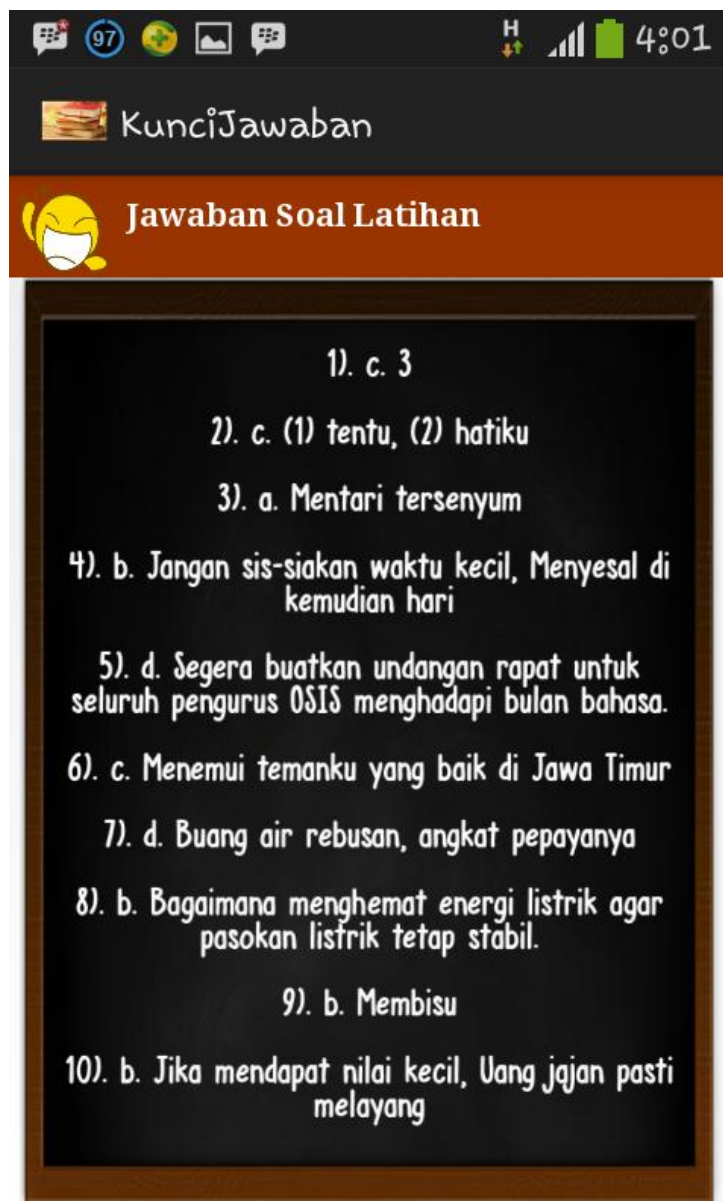 97
H
4:01
KunciJawaban
Jawaban Soal Latihan
1). c. 3
2). c. (1) tentu, (2) hatiku
3). a. Mentari tersenyum
4). b. Jangan sis-siakan waktu kecil, Menyesal di
kemudian hari
5). d. Segera buatkan undangan rapat untuk
seluruh pengurus OSIS menghadapi bulan bahasa.
6). c. Menemui temanku yang baik di Jawa Timur
7). d. Buang air rebusan, angkat pepayanya
8). b. Bagaimana menghemat energi listrik agar
pasokan listrik tetap stabil.
9). b. Membisu
10). b. Jika mendapat nilai kecil, Uang jajan pasti
melayang